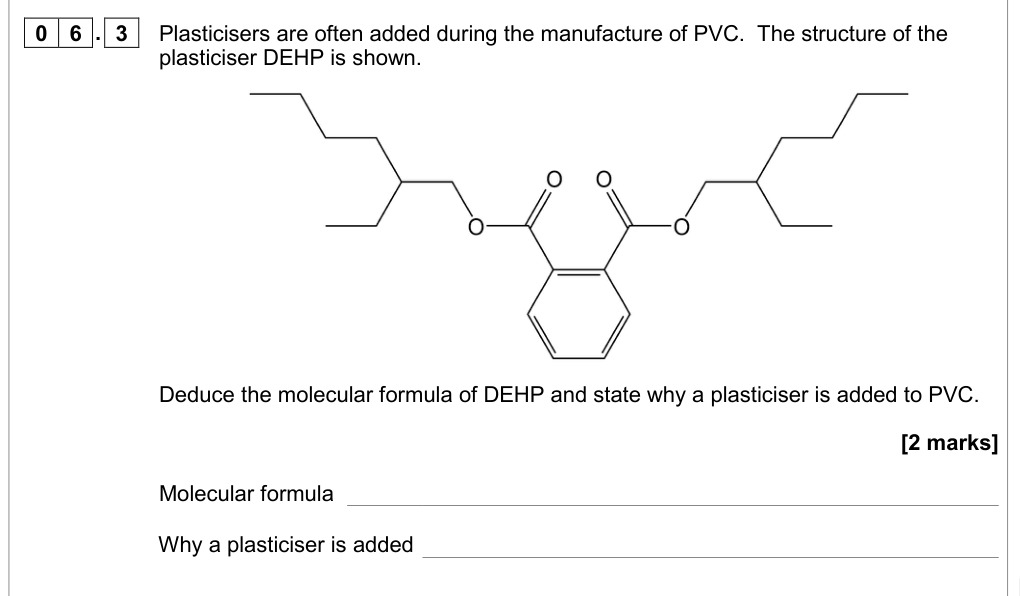 06.3 Plasticisers are often added during the manufacture of PVC. The structure of the
plasticiser DEHP is shown.
O O
O O
Deduce the molecular formula of DEHP and state why a plasticiser is added to PVC.
[2 marks]
Molecular formula
Why a plasticiser is added